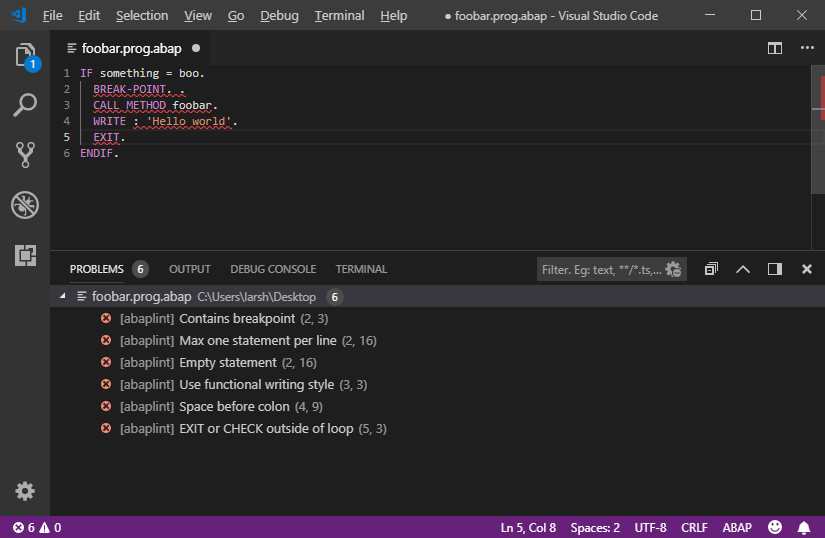 File Edit Selection View Go Debug Terminal Help ● foobar.prog.abap - Visual Studio Code
foobar.prog.abap ●
1 IF something = boo.
2 BREAK-POINT. .
3 CALL METHOD foobar.
4 WRITE : 'Hello world'.
5 EXIT.
6 ENDIF.
1
PROBLEMS 6 OUTPUT DEBUG CONSOLE TERMINAL Filter. Eg: text, **/*.ts,...
foobar.prog.abap C:\Users\larsh\Desktop 6
[abaplint] Contains breakpoint (2, 3)
[abaplint] Max one statement per line (2, 16)
[abaplint] Empty statement (2, 16)
[abaplint] Use functional writing style (3, 3)
[abaplint] Space before colon (4, 9)
[abaplint] EXIT or CHECK outside of loop (5, 3)
6 0 Ln 5, Col 8 Spaces: 2 UTF-8 CRLF ABAP